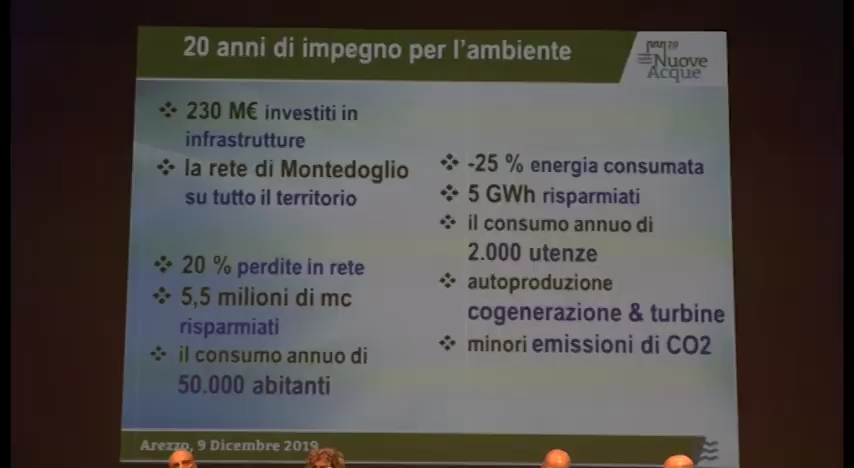 20 anni di impegno per l'ambiente
Nuove
Acque
❖ 230 M€ investiti in
infrastrutture
❖ la rete di Montedoglio
su tutto il territorio
❖ 20 % perdite in rete
❖ 5,5 milioni di mc
risparmiati
❖ il consumo annuo di
50.000 abitanti
❖ -25 % energia consumata
❖ 5 GWh risparmiati
❖ il consumo annuo di
2.000 utenze
❖ autoproduzione
cogenerazione & turbine
❖ minori emissioni di CO2
Arezzo, 9 Dicembre 2019